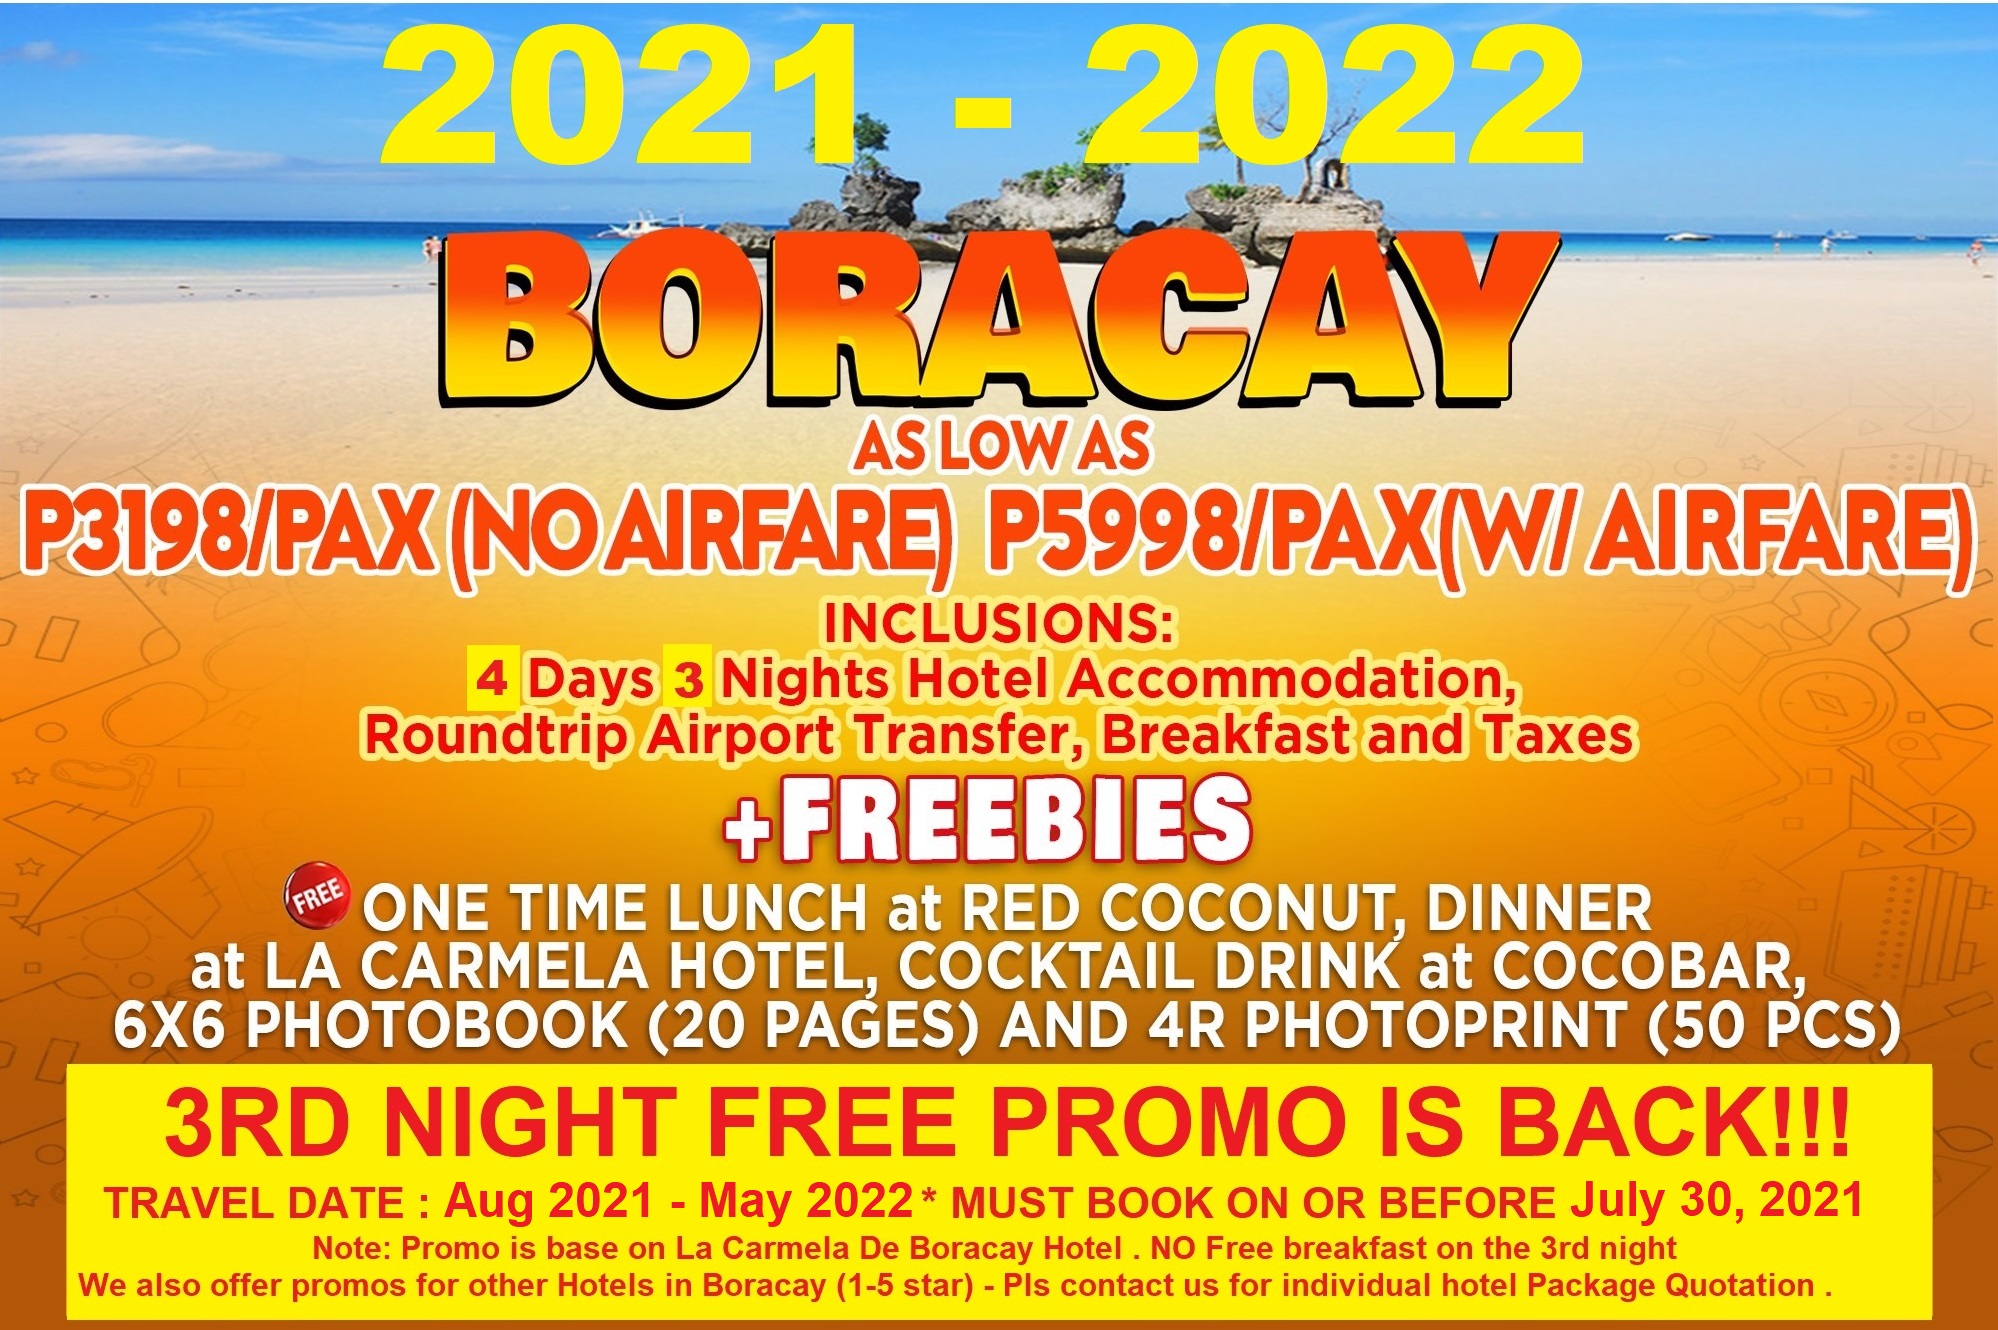 2021 - 2022
BORACAY
AS LOW AS
P3198/PAX (NO AIRFARE) P5998/PAX(W/ AIRFARE)
INCLUSIONS:
4 Days 3 Nights Hotel Accommodation,
Roundtrip Airport Transfer, Breakfast and Taxes
+FREEBIES
FREE ONE TIME LUNCH at RED COCONUT, DINNER
at LA CARMELA HOTEL, COCKTAIL DRINK at COCOBAR,
6X6 PHOTOBOOK (20 PAGES) AND 4R PHOTOPRINT (50 PCS)
3RD NIGHT FREE PROMO IS BACK!!!
TRAVEL DATE : Aug 2021 - May 2022 * MUST BOOK ON OR BEFORE July 30, 2021
Note: Promo is base on La Carmela De Boracay Hotel . NO Free breakfast on the 3rd night
We also offer promos for other Hotels in Boracay (1-5 star) - Pls contact us for individual hotel Package Quotation .